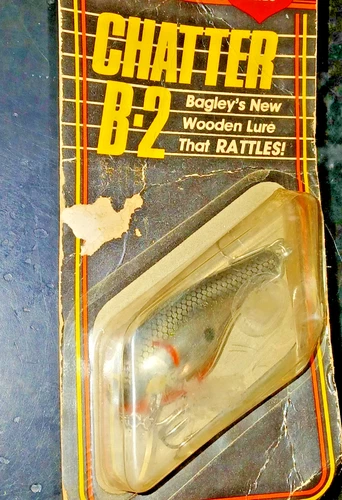 CHATTER
B-2
Bagley's New
Wooden Lure
That RATTLES!